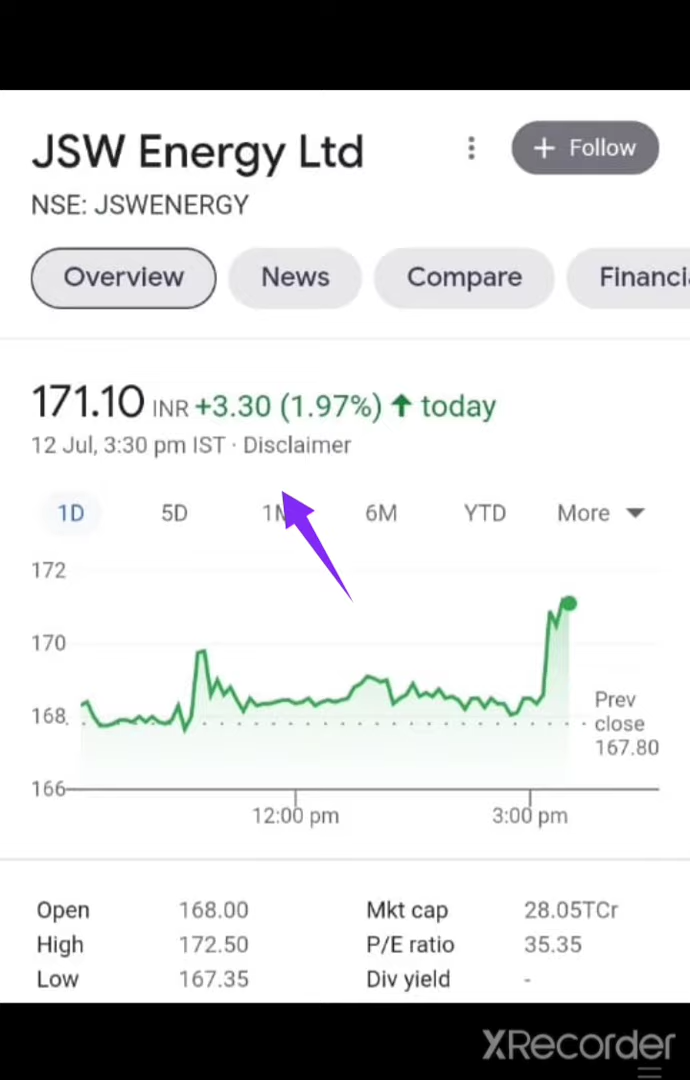 JSW Energy Ltd
+ Follow
NSE: JSWENERGY
Overview News Compare Financi
171.10 INR +3.30 (1.97%) ↑ today
12 Jul, 3:30 pm IST · Disclaimer
1D 5D 6M YTD More
172
170
168
166
Prev
close
167.80
12:00 pm 3:00 pm
Open 168.00 Mkt cap 28.05TCr
High 172.50 P/E ratio 35.35
Low 167.35 Div yield -
XRecorder